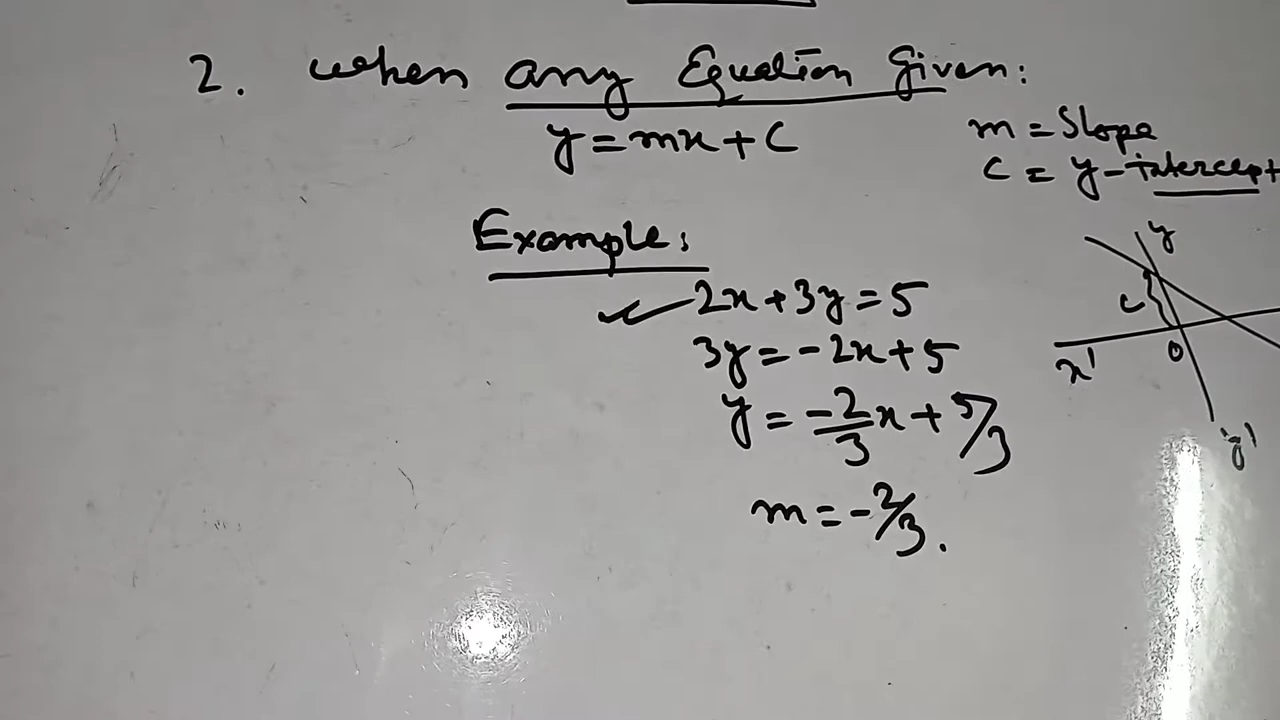 2. When any Equation Given:
y = mx + c
m = Slope
c = y-intercept
Example:
2x + 3y = 5
3y = -2x + 5
y = -2/3 x + 5/3
m = -2/3.
y
c
x'
O
y'